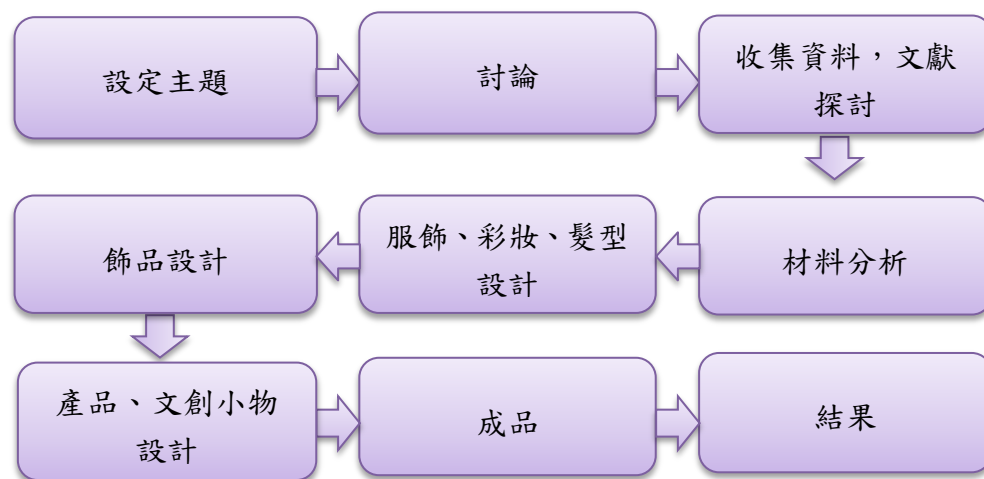 設定主題
討論
收集資料，文獻
探討
材料分析
服飾、彩妝、髮型
設計
飾品設計
產品、文創小物
設計
成品
結果